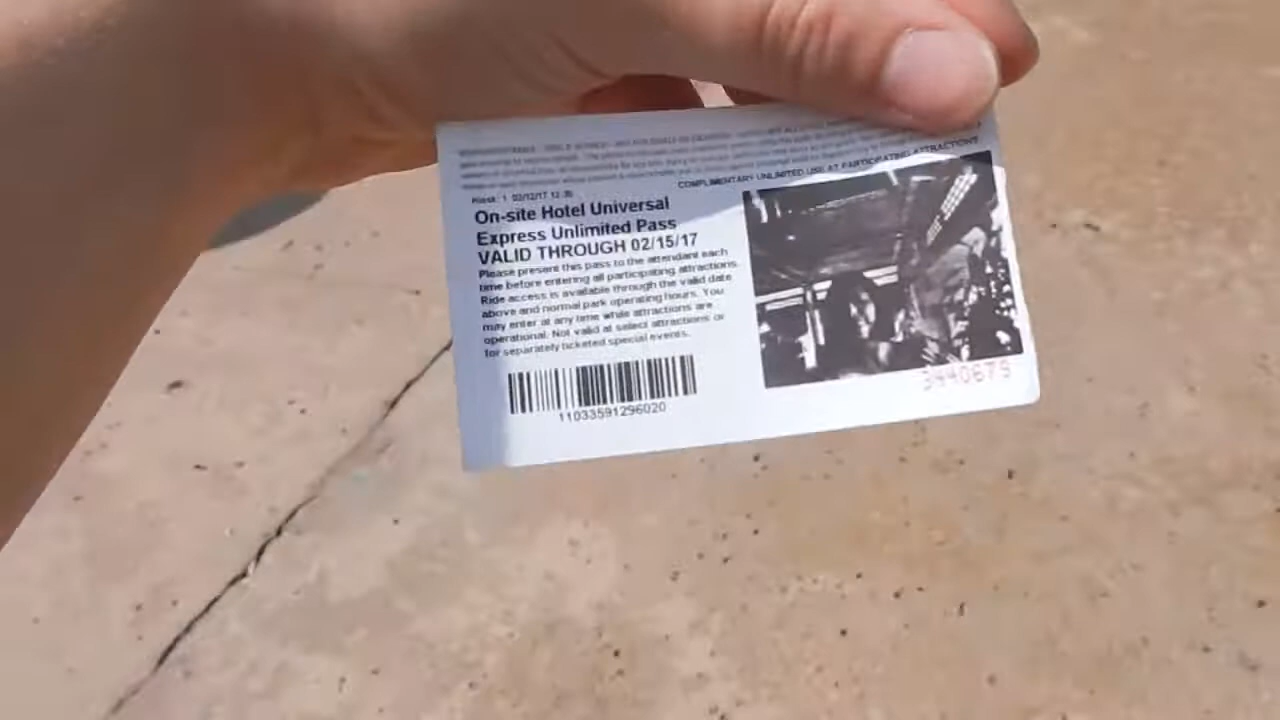 COMPLIMENTARY UNLIMITED USE AT PARTICIPATING ATTRACTIONS
Kiosk: 1 02/12/17 12:30
On-site Hotel Universal
Express Unlimited Pass
VALID THROUGH 02/15/17
Please present this pass to the attendant each
time before entering all participating attractions.
Ride access is available through the valid date
above and normal park operating hours. You
may enter at any time while attractions are
operational. Not valid at select attractions or
for separately ticketed special events.
11033591296020
3440679